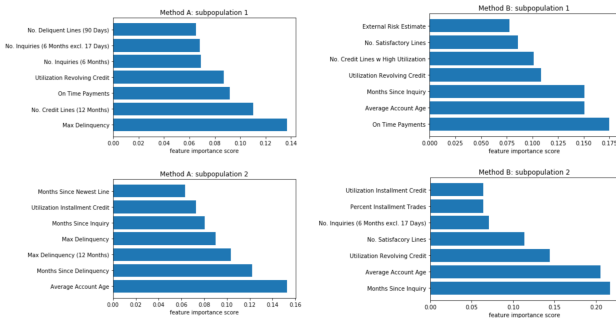 Method A: subpopulation 1
No. Deliquent Lines (90 Days)
No. Inquiries (6 Months excl. 17 Days)
No. Inquiries (6 Months)
Utilization Revolving Credit
On Time Payments
No. Credit Lines (12 Months)
Max Delinquency
0.00 0.02 0.04 0.06 0.08 0.10 0.12 0.14
feature importance score
Method B: subpopulation 1
External Risk Estimate
No. Satisfactory Lines
No. Credit Lines w High Utilization
Utilization Revolving Credit
Months Since Inquiry
Average Account Age
On Time Payments
0.000 0.025 0.050 0.075 0.100 0.125 0.150 0.175
feature importance score
Method A: subpopulation 2
Months Since Newest Line
Utilization Installment Credit
Months Since Inquiry
Max Delinquency
Max Delinquency (12 Months)
Months Since Delinquency
Average Account Age
0.00 0.02 0.04 0.06 0.08 0.10 0.12 0.14 0.16
feature importance score
Method B: subpopulation 2
Utilization Installment Credit
Percent Installment Trades
No. Inquiries (6 Months excl. 17 Days)
No. Satisfacory Lines
Utilization Revolving Credit
Average Account Age
Months Since Inquiry
0.00 0.05 0.10 0.15 0.20
feature importance score